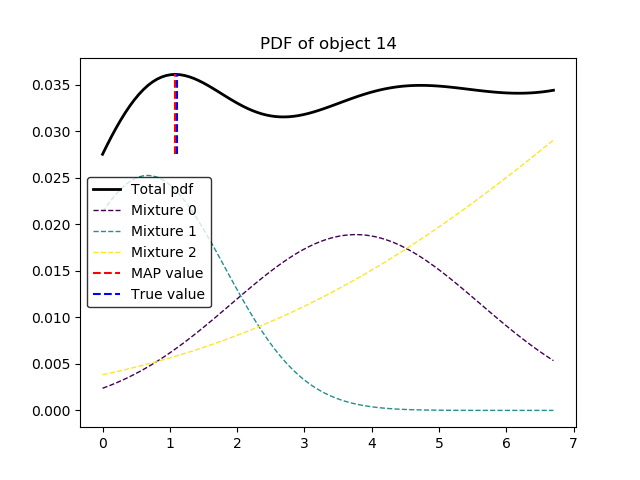 PDF of object 14
0.035
0.030
0.025
0.020
0.015
0.010
0.005
0.000
Total pdf
Mixture 0
Mixture 1
Mixture 2
MAP value
True value
0 1 2 3 4 5 6 7